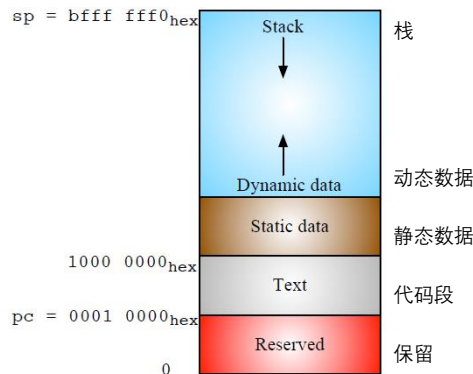 sp = bfff fff0hex
Stack
栈
Dynamic data
动态数据
Static data
静态数据
1000 0000hex
Text
代码段
pc = 0001 0000hex
Reserved
保留
0